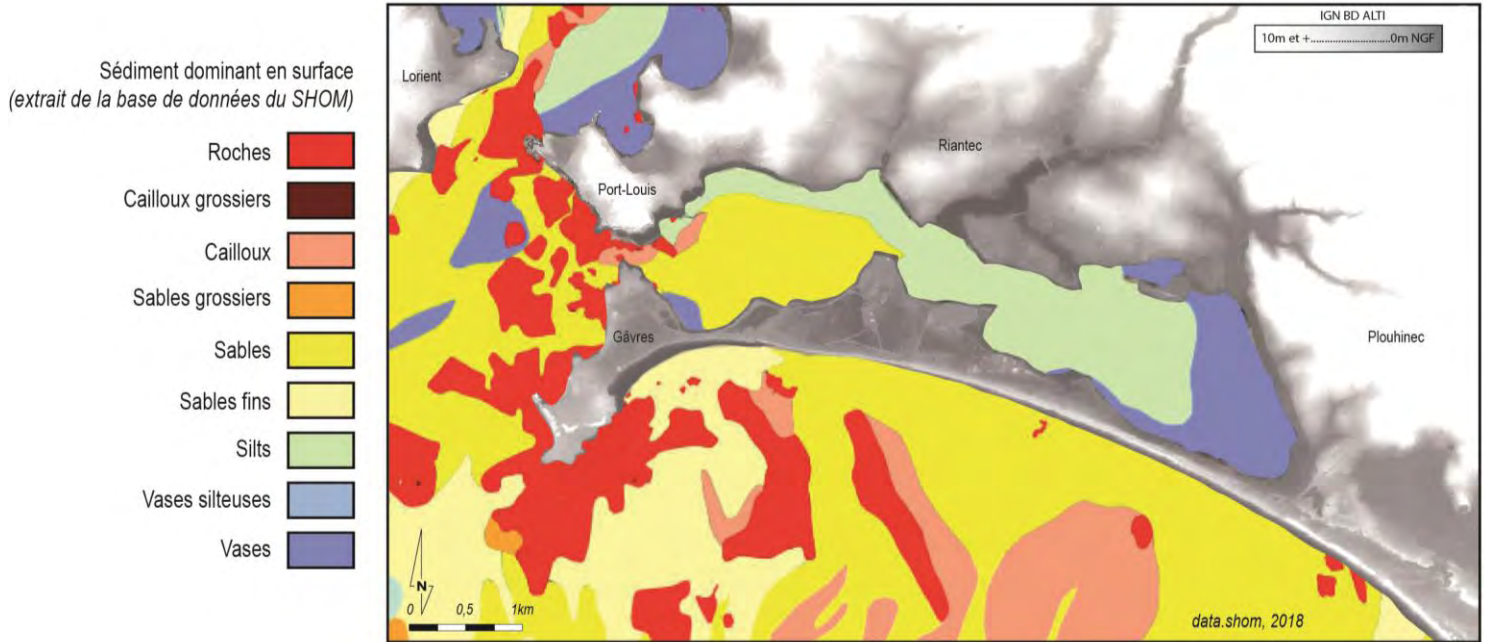 Sédiment dominant en surface
(extrait de la base de données du SHOM)
Roches
Cailloux grossiers
Cailloux
Sables grossiers
Sables
Sables fins
Silts
Vases silteuses
Vases
IGN BD ALTI
10m et +......................0m NGF
Lorient
Riantec
Port-Louis
Gâvres
Plouhinec
N
0 0,5 1km
data.shom, 2018